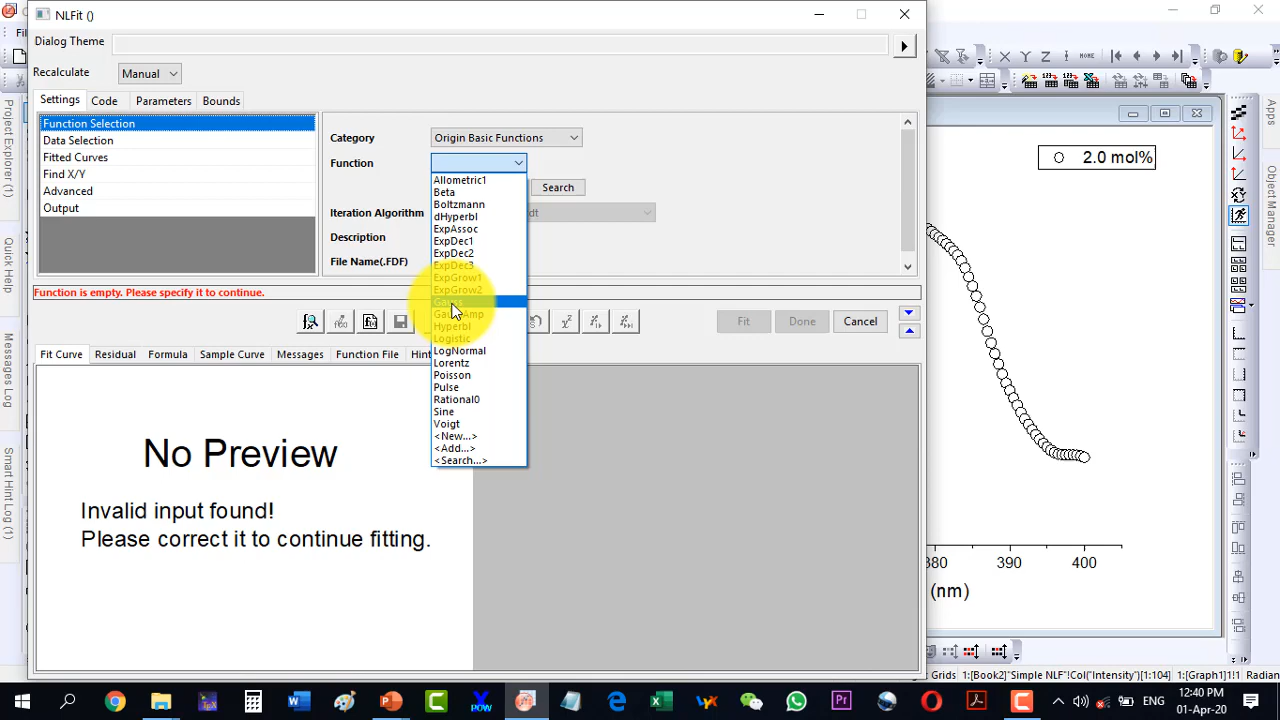 NLFit ()
Dialog Theme
Recalculate
Manual
Settings
Code
Parameters
Bounds
Function Selection
Data Selection
Fitted Curves
Find X/Y
Advanced
Output
Category
Origin Basic Functions
Function
Search
Iteration Algorithm
Description
File Name(.FDF)
Allometric1
Beta
Boltzmann
dHyperbl
ExpAssoc
ExpDec1
ExpDec2
ExpDec3
ExpGrow1
ExpGrow2
Gauss
GaussAmp
Hyperbl
Logistic
LogNormal
Lorentz
Poisson
Pulse
Rational0
Sine
Voigt
<New...>
<Add...>
<Search...>
Function is empty. Please specify it to continue.
Fit
Done
Cancel
Fit Curve
Residual
Formula
Sample Curve
Messages
Function File
No Preview
Invalid input found!
Please correct it to continue fitting.
2.0 mol%
380
390
400
(nm)
Project Explorer (1)
Quick Help
Messages Log
Smart Hint Log (1)
Apps
Object Manager
X
Y
Z
Grids 1:[Book2]"Simple NLF"!Col("Intensity")[1:104] 1:[Graph1]1!1 Radian
ENG
12:40 PM
01-Apr-20